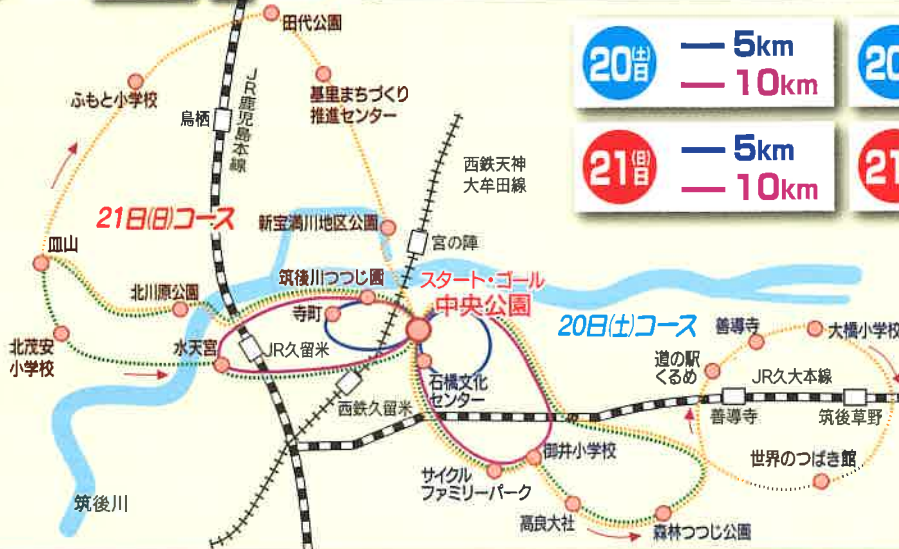 田代公園
ふもと小学校
基里まちづくり
推進センター
鳥栖
JR鹿児島本線
西鉄天神
大牟田線
20土日
5km
10km
20
21日日
5km
10km
21
21日(日)コース
新宝満川地区公園
宮の陣
皿山
筑後川つつじ園
スタート・ゴール
中央公園
北川原公園
寺町
20日(土)コース
善導寺
大橋小学校
北茂安
小学校
水天宮
JR久留米
石橋文化
センター
道の駅
くるめ
JR久大本線
西鉄久留米
善導寺
筑後草野
御井小学校
世界のつばき館
サイクル
ファミリーパーク
筑後川
高良大社
森林つつじ公園